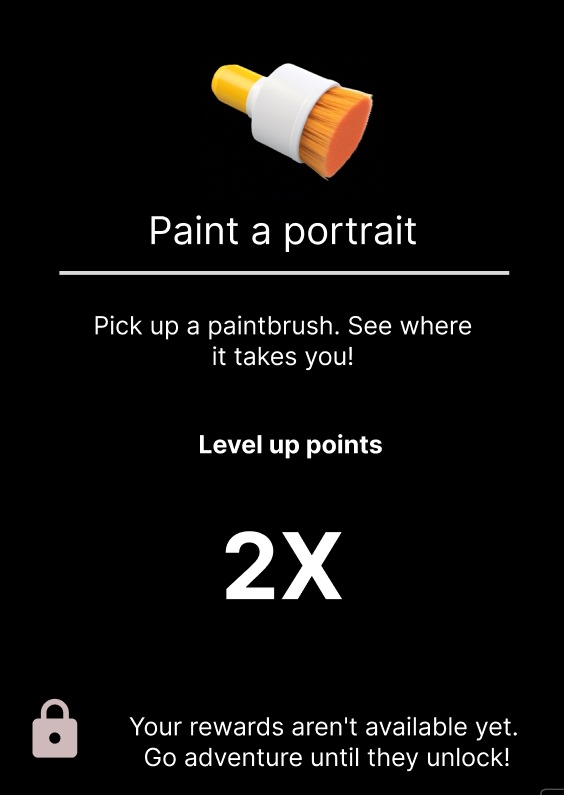 Paint a portrait
Pick up a paintbrush. See where
it takes you!
Level up points
2X
Your rewards aren't available yet.
Go adventure until they unlock!